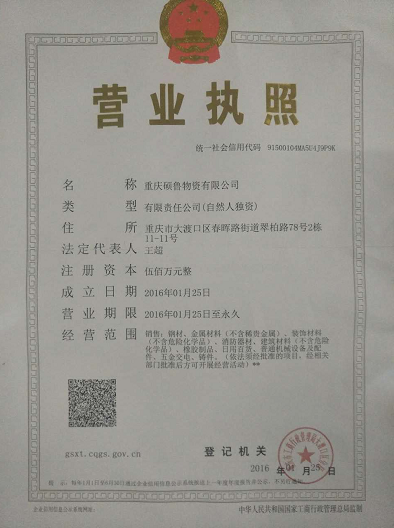 营业执照
统一社会信用代码 91500104MA5U4J9P9K
名称 重庆硕鲁物资有限公司
类型 有限责任公司(自然人独资)
住所 重庆市大渡口区春晖路街道翠柏路78号2栋
11-11号
法定代表人 王超
注册资本 伍佰万元整
成立日期 2016年01月25日
营业期限 2016年01月25日至永久
经营范围 销售：钢材、金属材料（不含稀贵金属）、装饰材料
（不含危险化学品）、消防器材、建筑材料（不含危险
化学品）、橡胶制品、日用百货、普通机械设备及配
件、五金交电、铸件。（依法须经批准的项目，经相关
部门批准后方可开展经营活动）**
gsxt.cqgs.gov.cn
登记机关
2016年01月25日
中华人民共和国国家工商行政管理总局监制